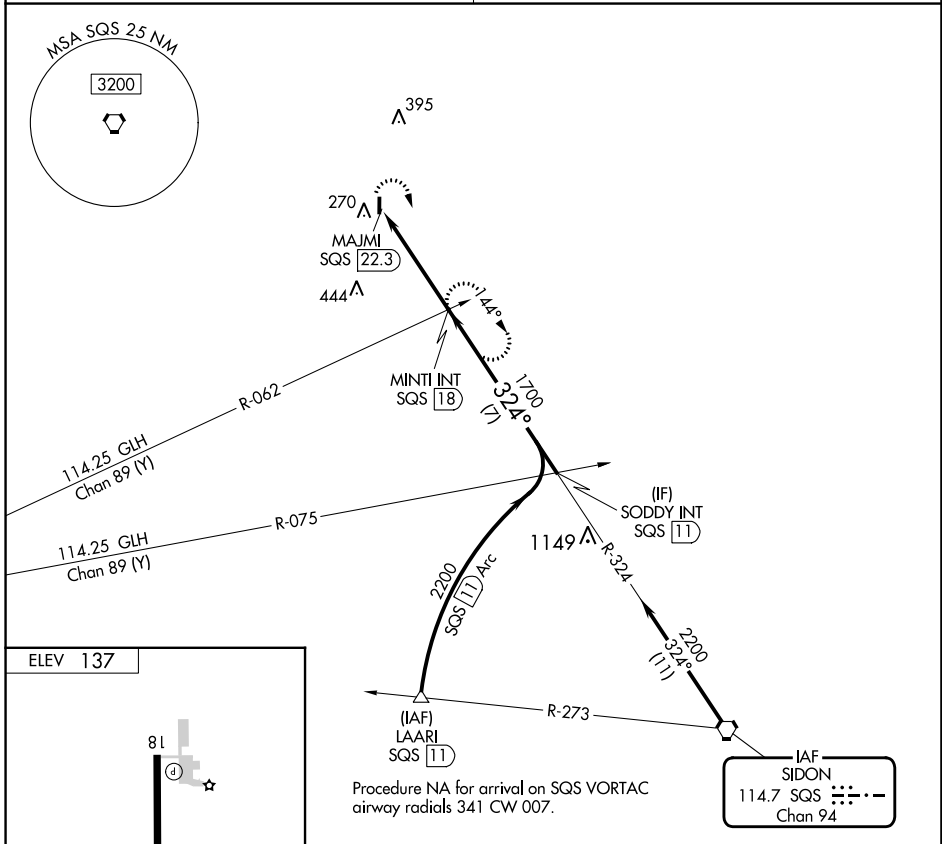 MSA SQS 25 NM
3200
395
270
MAJMI
SQS 22.3
444
144°
MINTI INT
SQS 18
1700
324°
(7)
R-062
114.25 GLH
Chan 89 (Y)
R-075
114.25 GLH
Chan 89 (Y)
(IF)
SODDY INT
SQS 11
1149
R-324
2200
SQS 11 Arc
2200
324°
(11)
ELEV 137
18
P
(IAF)
LAARI
SQS 11
R-273
Procedure NA for arrival on SQS VORTAC
airway radials 341 CW 007.
IAF
SIDON
114.7 SQS
Chan 94